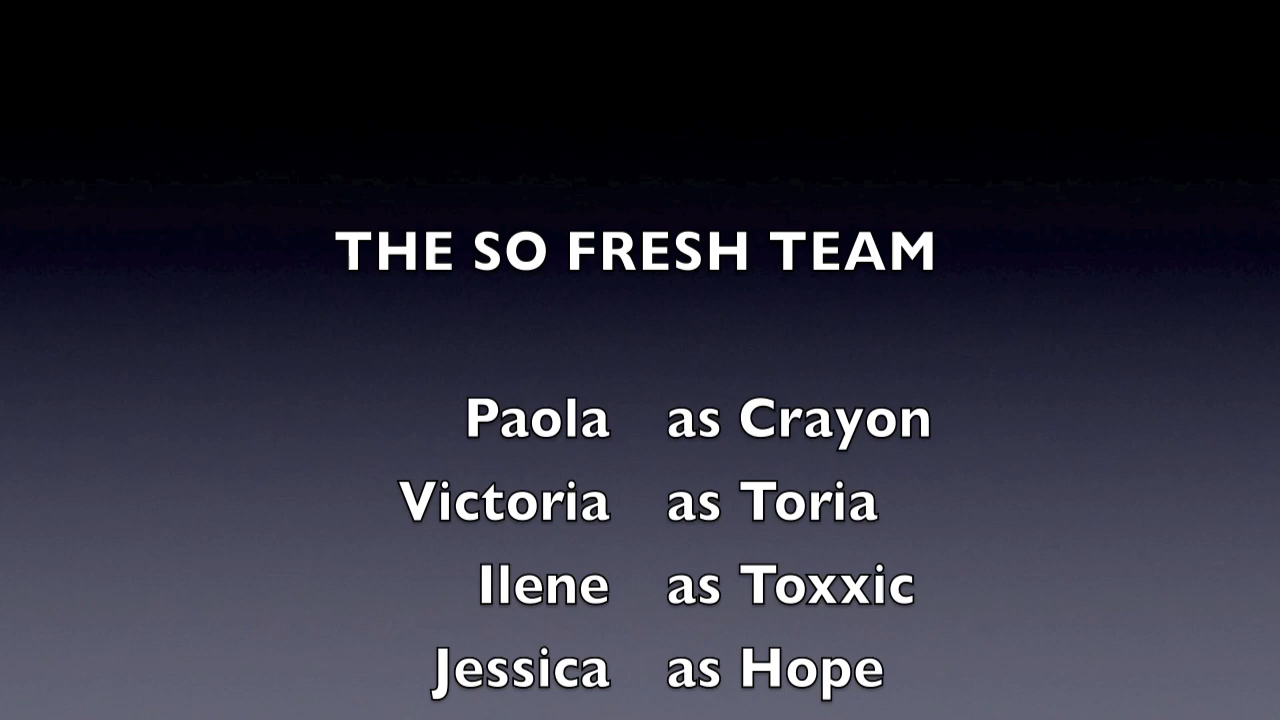 THE SO FRESH TEAM
Paola as Crayon
Victoria as Toria
Ilene as Toxxic
Jessica as Hope